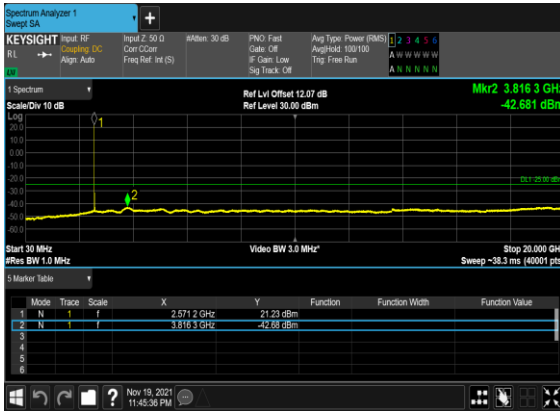 Spectrum Analyzer 1
Swept SA
KEYSIGHT
RL
Input: RF
Coupling: DC
Align: Auto
Input Z: 50 Ω
Corr CCorr
Freq Ref: Int (S)
#Atten: 30 dB
PNO: Fast
Gate: Off
IF Gain: Low
Sig Track: Off
Avg Type: Power (RMS)
Avg|Hold: 100/100
Trig: Free Run
1 2 3 4 5 6
A W W W W W
A N N N N N
1 Spectrum
Scale/Div 10 dB
Ref Lvl Offset 12.07 dB
Ref Level 30.00 dBm
Mkr2 3.816 3 GHz
-42.681 dBm
Log
20.0
10.0
0.00
-10.0
-20.0
-30.0
-40.0
-50.0
-60.0
1
2
DL1 -25.00 dBm
Start 30 MHz
#Res BW 1.0 MHz
Video BW 3.0 MHz*
Stop 20.000 GHz
Sweep ~38.3 ms (40001 pts)
5 Marker Table
Mode Trace Scale X Y Function Function Width Function Value
1 N 1 f 2.571 2 GHz 21.23 dBm
2 N 1 f 3.816 3 GHz -42.68 dBm
3
4
5
6
?
Nov 19, 2021
11:45:36 PM